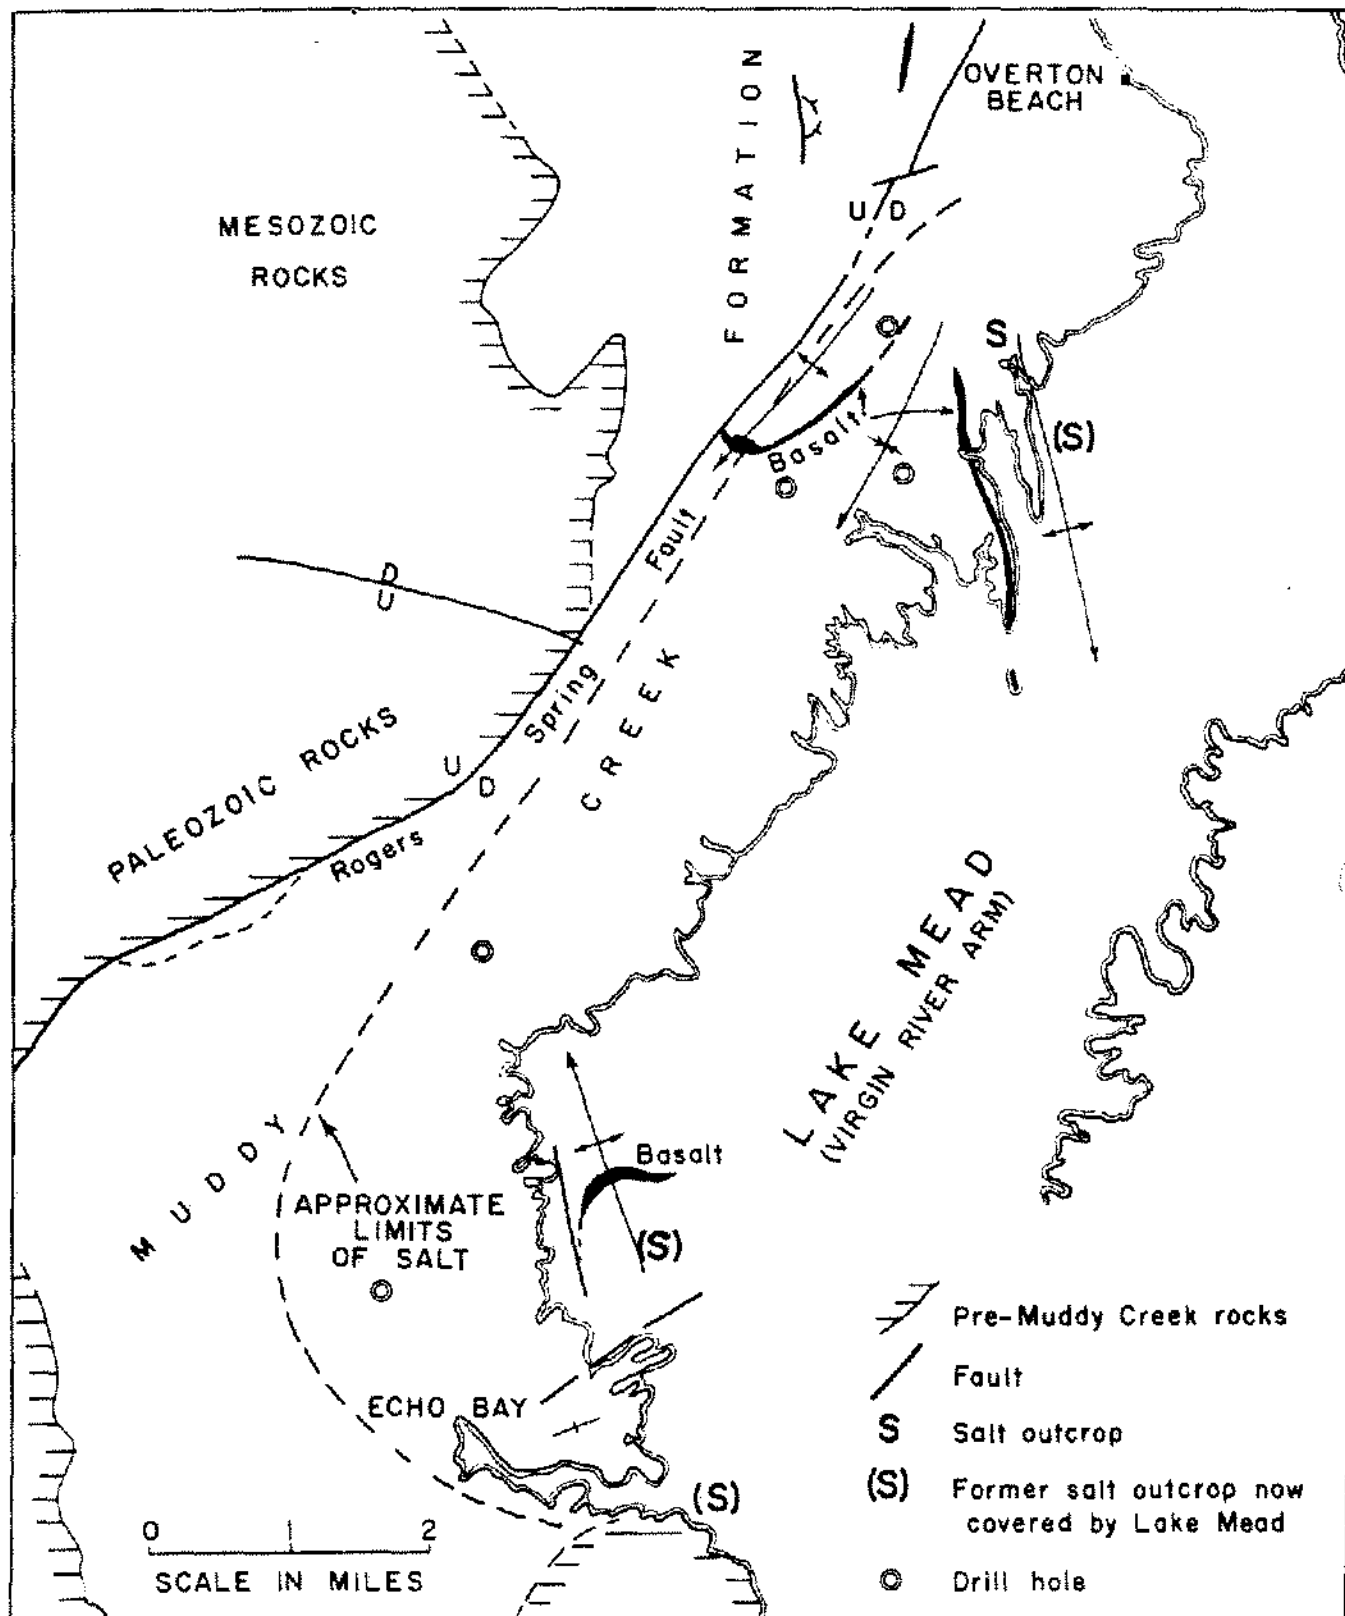 OVERTON
BEACH
FORMATION
MESOZOIC
ROCKS
U D
S
Basalt
(S)
Fault
D
U
Spring
CREEK
PALEOZOIC ROCKS
U
D
Rogers
LAKE MEAD
(VIRGIN RIVER ARM)
MUDDY
Basalt
APPROXIMATE
LIMITS
OF SALT
(S)
ECHO BAY
(S)
0 2
SCALE IN MILES
Pre-Muddy Creek rocks
Fault
S Salt outcrop
(S) Former salt outcrop now
covered by Lake Mead
Drill hole